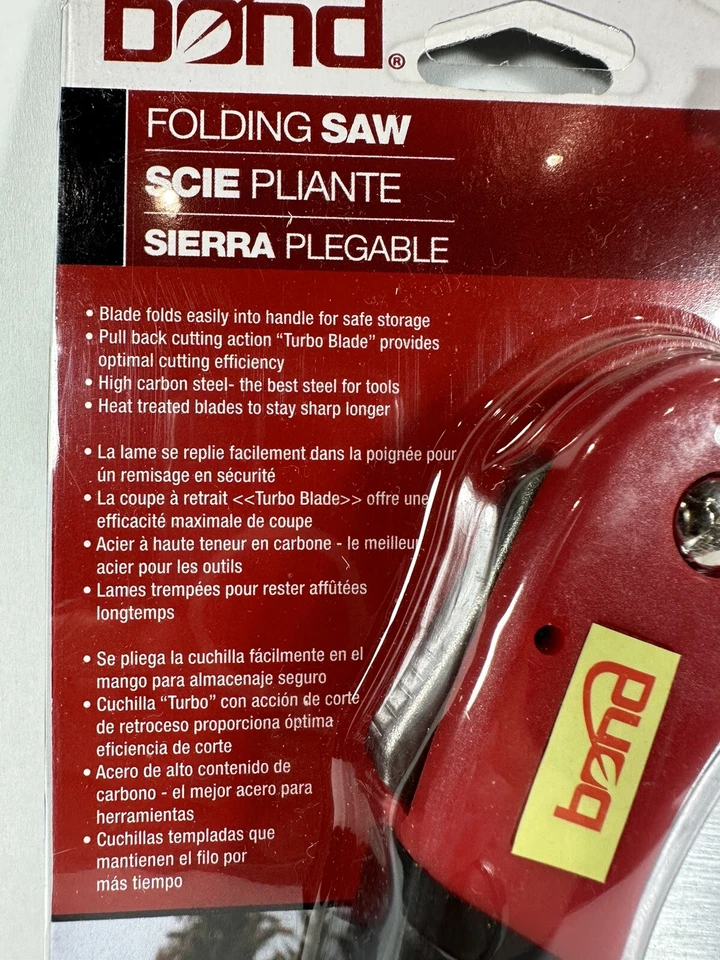 bond®
FOLDING SAW
SCIE PLIANTE
SIERRA PLEGABLE
• Blade folds easily into handle for safe storage
• Pull back cutting action “Turbo Blade” provides
optimal cutting efficiency
• High carbon steel- the best steel for tools
• Heat treated blades to stay sharp longer
• La lame se replie facilement dans la poignée pour
ún remisage en sécurité
• La coupe à retrait <<Turbo Blade>> offre une
efficacité maximale de coupe
• Acier à haute teneur en carbone - le meilleur
acier pour les outils
• Lames trempées pour rester affûtées
longtemps
• Se pliega la cuchilla fácilmente en el
mango para almacenaje seguro
• Cuchilla “Turbo” con acción de corte
de retroceso proporciona óptima
eficiencia de corte
• Acero de alto contenido de
carbono - el mejor acero para
herramientas
• Cuchillas templadas que
mantienen el filo por
más tiempo
bond